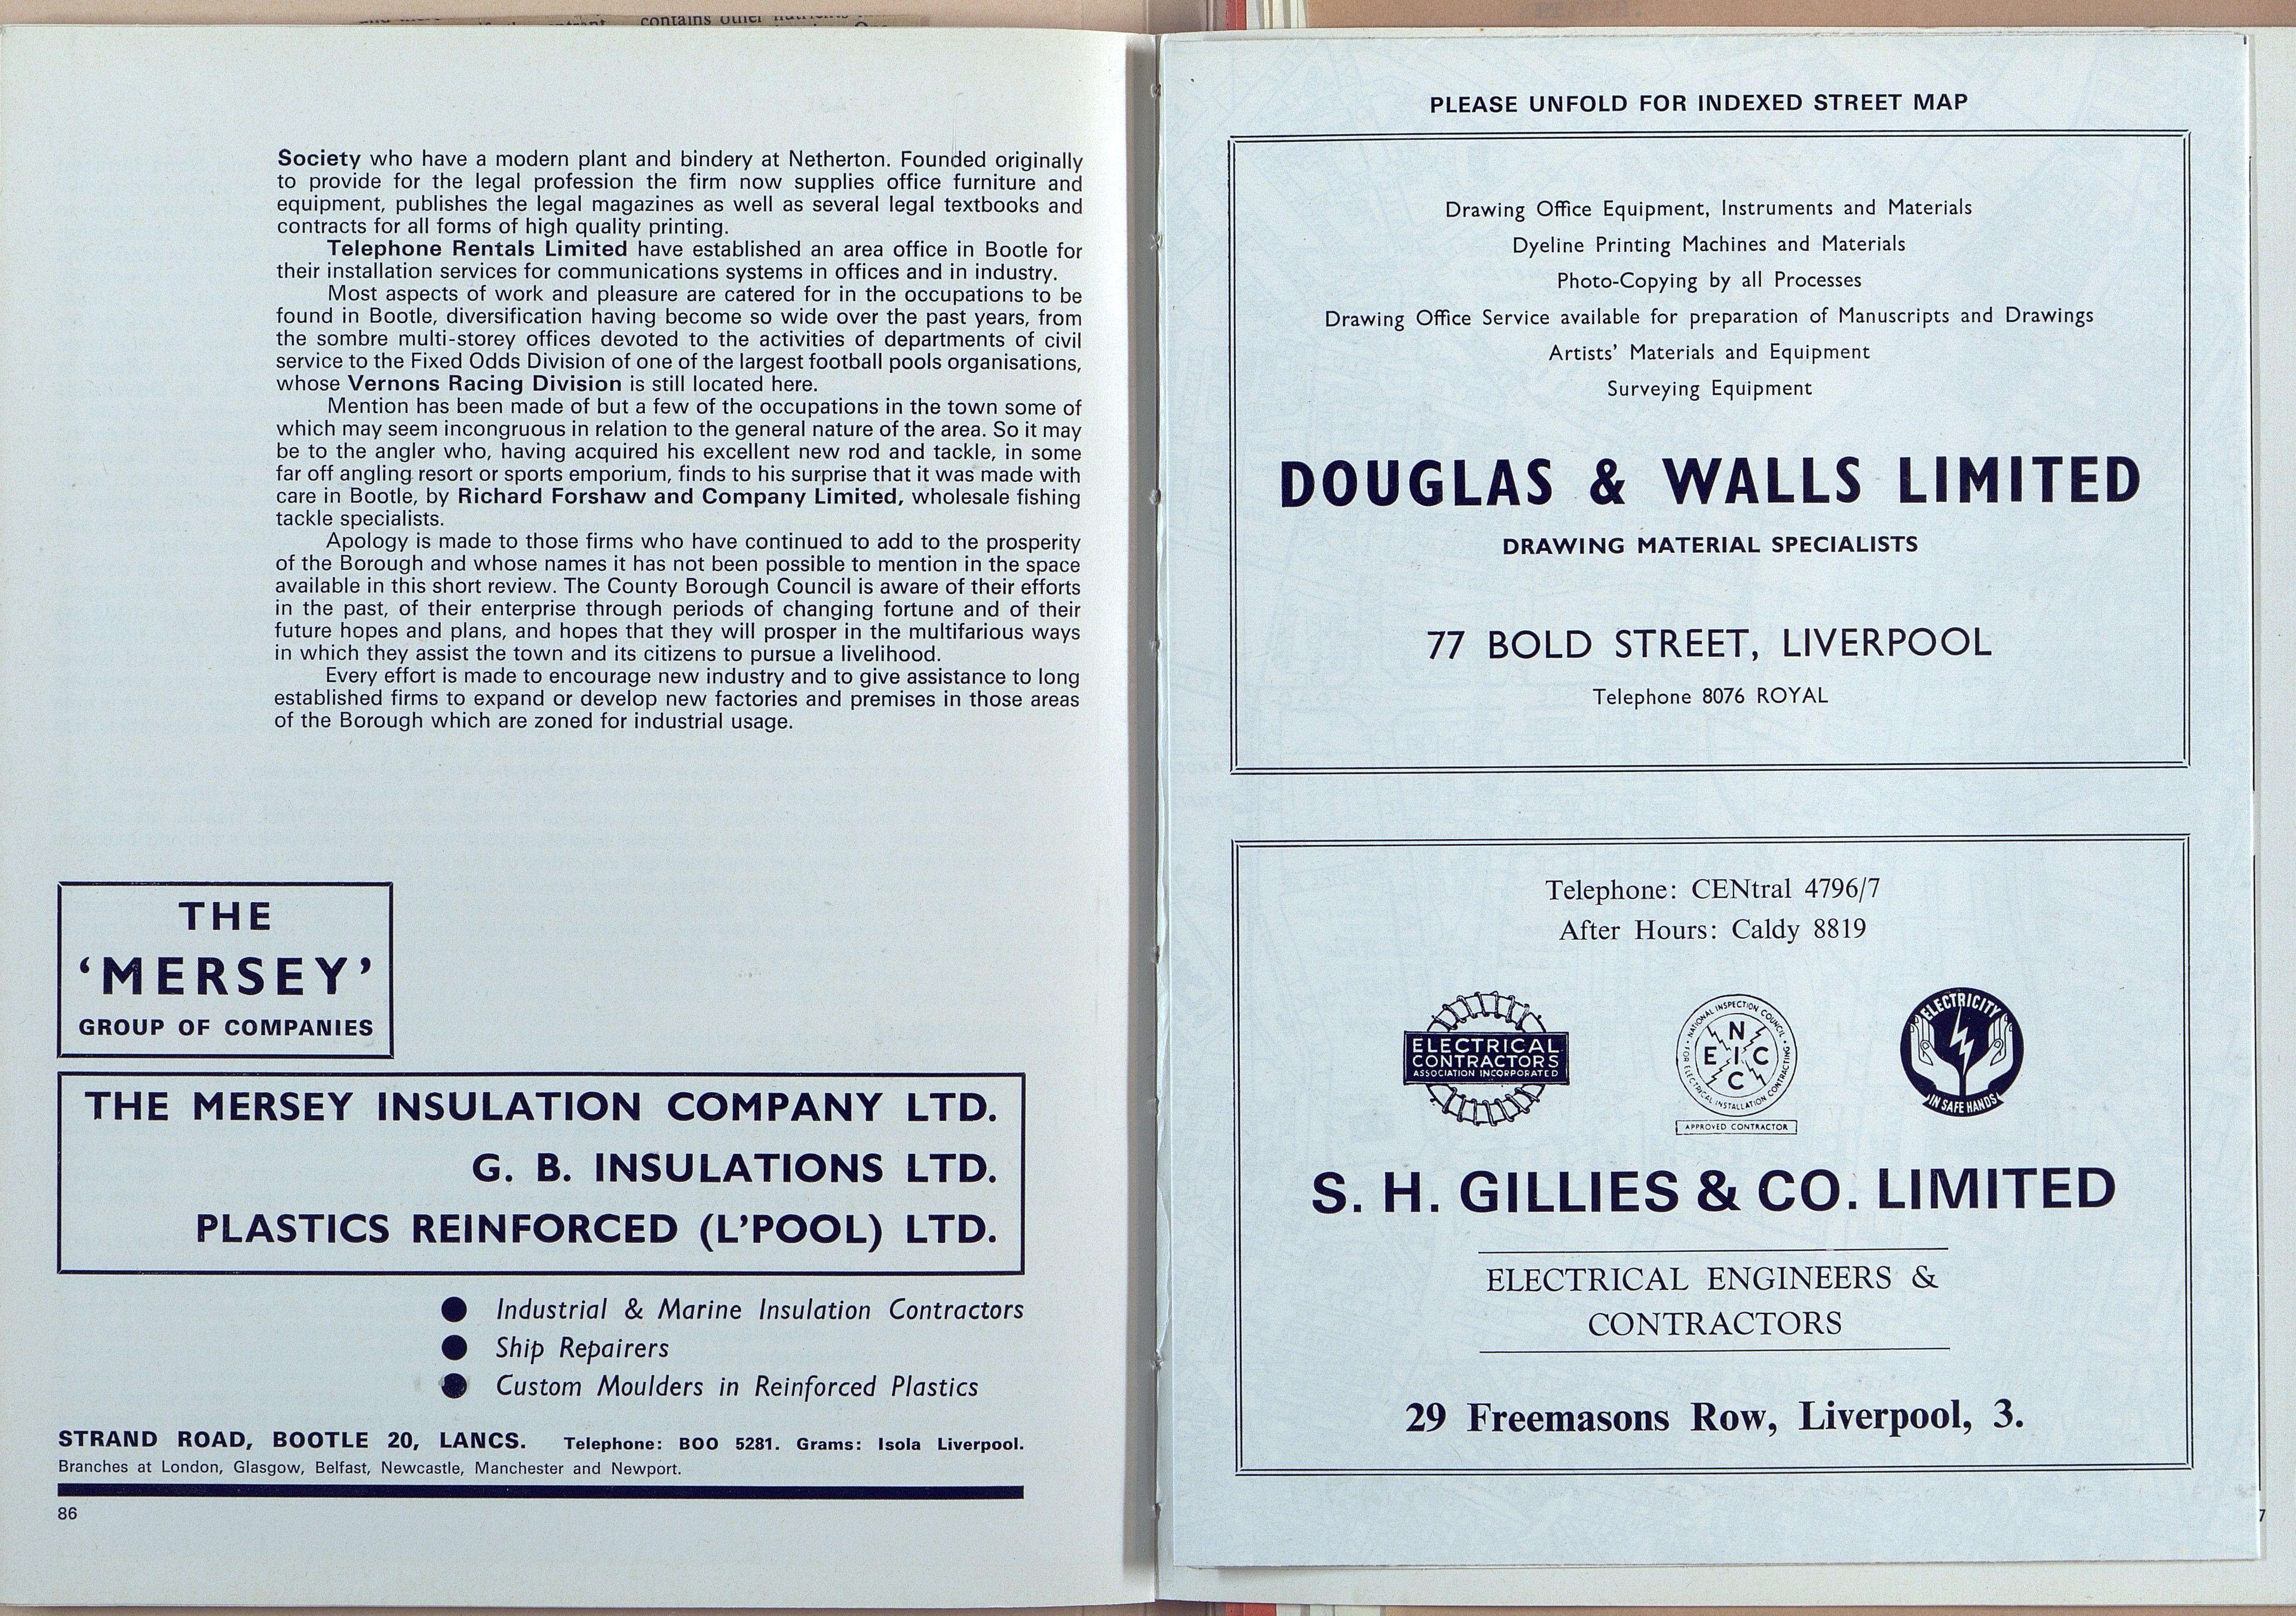 Society who have a modern plant and bindery at Netherton. Founded originally
to provide for the legal profession the firm now supplies office furniture and
equipment, publishes the legal magazines as well as several legal textbooks and
contracts for all forms of high quality printing.
Telephone Rentals Limited have established an area office in Bootle for
their installation services for communications systems in offices and in industry.
Most aspects of work and pleasure are catered for in the occupations to be
found in Bootle, diversification having become so wide over the past years, from
the sombre multi-storey offices devoted to the activities of departments of civil
service to the Fixed Odds Division of one of the largest football pools organisations,
whose Vernons Racing Division is still located here.
Mention has been made of but a few of the occupations in the town some of
which may seem incongruous in relation to the general nature of the area. So it may
be to the angler who, having acquired his excellent new rod and tackle, in some
far off angling resort or sports emporium, finds to his surprise that it was made with
care in Bootle, by Richard Forshaw and Company Limited, wholesale fishing
tackle specialists.
Apology is made to those firms who have continued to add to the prosperity
of the Borough and whose names it has not been possible to mention in the space
available in this short review. The County Borough Council is aware of their efforts
in the past, of their enterprise through periods of changing fortune and of their
future hopes and plans, and hopes that they will prosper in the multifarious ways
in which they assist the town and its citizens to pursue a livelihood.
Every effort is made to encourage new industry and to give assistance to long
established firms to expand or develop new factories and premises in those areas
of the Borough which are zoned for industrial usage.
THE
‘MERSEY’
GROUP OF COMPANIES
THE MERSEY INSULATION COMPANY LTD.
G. B. INSULATIONS LTD.
PLASTICS REINFORCED (L’POOL) LTD.
● Industrial & Marine Insulation Contractors
● Ship Repairers
● Custom Moulders in Reinforced Plastics
STRAND ROAD, BOOTLE 20, LANCS. Telephone: BOO 5281. Grams: Isola Liverpool.
Branches at London, Glasgow, Belfast, Newcastle, Manchester and Newport.
86
PLEASE UNFOLD FOR INDEXED STREET MAP
Drawing Office Equipment, Instruments and Materials
Dyeline Printing Machines and Materials
Photo-Copying by all Processes
Drawing Office Service available for preparation of Manuscripts and Drawings
Artists’ Materials and Equipment
Surveying Equipment
DOUGLAS & WALLS LIMITED
DRAWING MATERIAL SPECIALISTS
77 BOLD STREET, LIVERPOOL
Telephone 8076 ROYAL
Telephone: CENtral 4796/7
After Hours: Caldy 8819
ELECTRICAL
CONTRACTORS
ASSOCIATION INCORPORATED
NATIONAL INSPECTION COUNCIL
FOR ELECTRICAL INSTALLATION CONTRACTING
N
E I C
C
APPROVED CONTRACTOR
ELECTRICITY
IN SAFE HANDS
S. H. GILLIES & CO. LIMITED
ELECTRICAL ENGINEERS &
CONTRACTORS
29 Freemasons Row, Liverpool, 3.
7